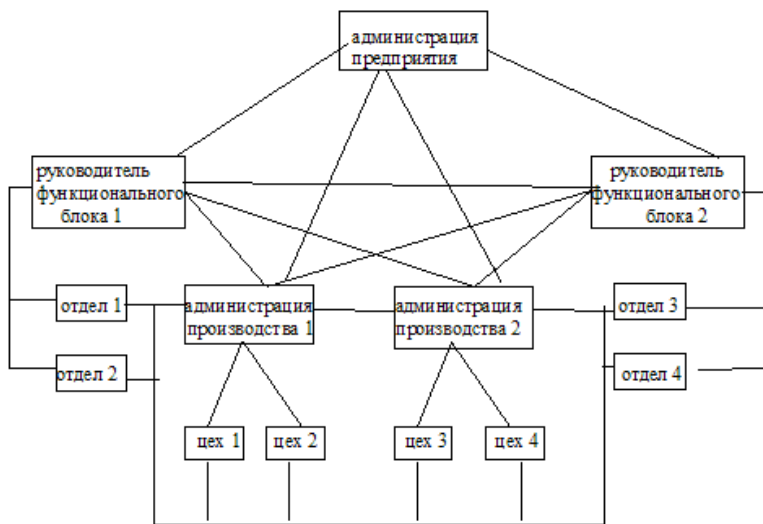 администрация
предприятия
руководитель
функционального
блока 1
руководитель
функционального
блока 2
отдел 1
администрация
производства 1
администрация
производства 2
отдел 3
отдел 2
отдел 4
цех 1
цех 2
цех 3
цех 4